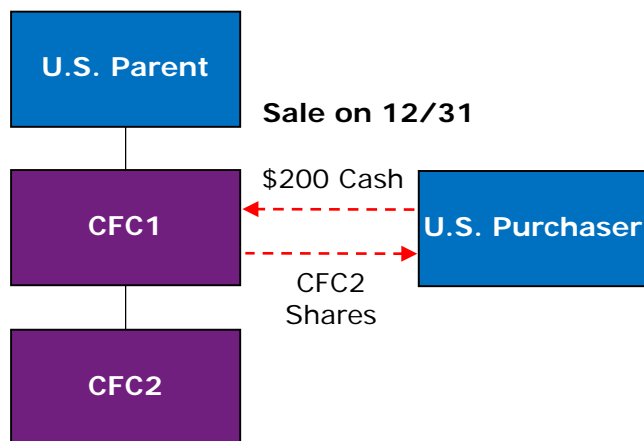 U.S. Parent
Sale on 12/31
$200 Cash
CFC1
U.S. Purchaser
CFC2
Shares
CFC2